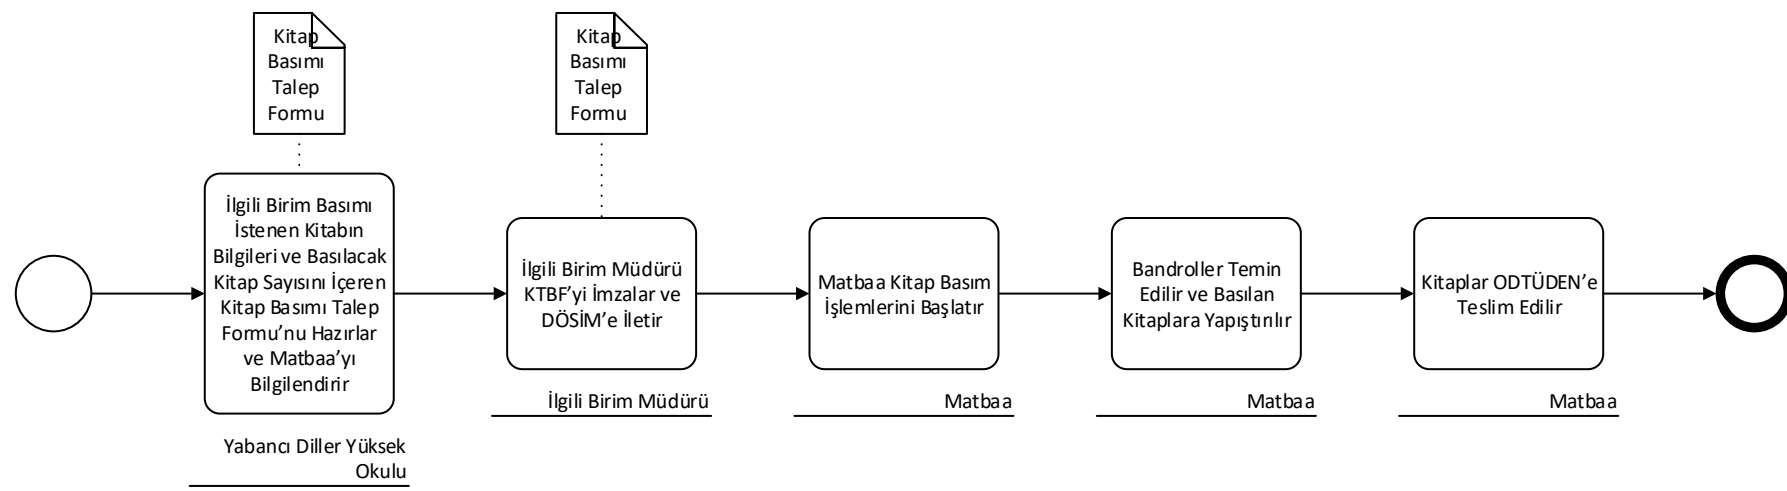 Kitap
Basımı
Talep
Formu
Kitap
Basımı
Talep
Formu
İlgili Birim Basımı
İstenen Kitabın
Bilgileri ve Basılacak
Kitap Sayısını İçeren
Kitap Basımı Talep
Formu’nu Hazırlar
ve Matbaa’yı
Bilgilendirir
İlgili Birim Müdürü
KTBF’yi İmzalar ve
DÖSİM’e İletir
Matbaa Kitap Basım
İşlemlerini Başlatır
Bandroller Temin
Edilir ve Basılan
Kitaplara Yapıştırılır
Kitaplar ODTÜDEN’e
Teslim Edilir
Yabancı Diller Yüksek
Okulu
İlgili Birim Müdürü
Matbaa
Matbaa
Matbaa